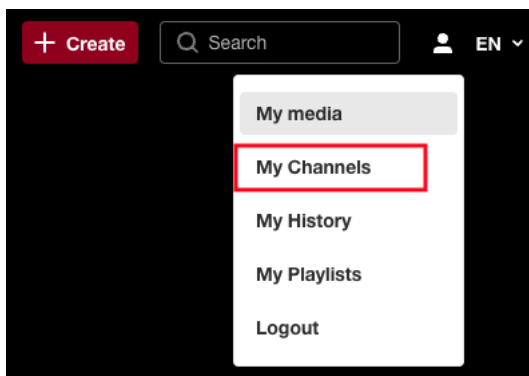 + Create
Search
EN
My media
My Channels
My History
My Playlists
Logout